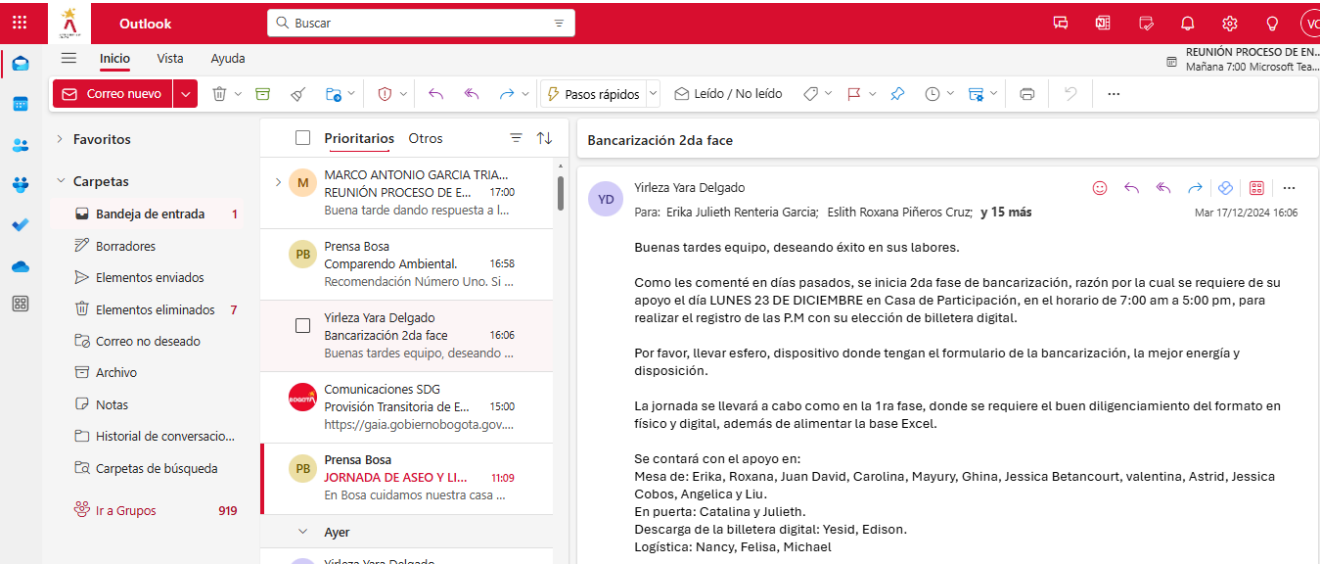 Outlook
Buscar
REUNIÓN PROCESO DE EN...
Mañana 7:00 Microsoft Tea...
Inicio Vista Ayuda
Correo nuevo
Pasos rápidos
Leído / No leído
Favoritos
Carpetas
Bandeja de entrada 1
Borradores
Elementos enviados
Elementos eliminados 7
Correo no deseado
Archivo
Notas
Historial de conversacio...
Carpetas de búsqueda
Ir a Grupos 919
Prioritarios Otros
M
MARCO ANTONIO GARCIA TRIA...
REUNIÓN PROCESO DE E... 17:00
Buena tarde dando respuesta a l...
PB
Prensa Bosa
Comparendo Ambiental. 16:58
Recomendación Número Uno. Si ...
Yirleza Yara Delgado
Bancarización 2da face 16:06
Buenas tardes equipo, deseando ...
Comunicaciones SDG
Provisión Transitoria de E... 15:00
https://gaia.gobiernobogota.gov....
PB
Prensa Bosa
JORNADA DE ASEO Y LI... 11:09
En Bosa cuidamos nuestra casa ...
Ayer
Yirleza Yara Delgado
Bancarización 2da face
YD
Yirleza Yara Delgado
Para: Erika Julieth Renteria Garcia; Eslith Roxana Piñeros Cruz; y 15 más
Mar 17/12/2024 16:06
Buenas tardes equipo, deseando éxito en sus labores.
Como les comenté en días pasados, se inicia 2da fase de bancarización, razón por la cual se requiere de su
apoyo el día LUNES 23 DE DICIEMBRE en Casa de Participación, en el horario de 7:00 am a 5:00 pm, para
realizar el registro de las P.M con su elección de billetera digital.
Por favor, llevar esfero, dispositivo donde tengan el formulario de la bancarización, la mejor energía y
disposición.
La jornada se llevará a cabo como en la 1ra fase, donde se requiere el buen diligenciamiento del formato en
físico y digital, además de alimentar la base Excel.
Se contará con el apoyo en:
Mesa de: Erika, Roxana, Juan David, Carolina, Mayury, Ghina, Jessica Betancourt, valentina, Astrid, Jessica
Cobos, Angelica y Liu.
En puerta: Catalina y Julieth.
Descarga de la billetera digital: Yesid, Edison.
Logística: Nancy, Felisa, Michael